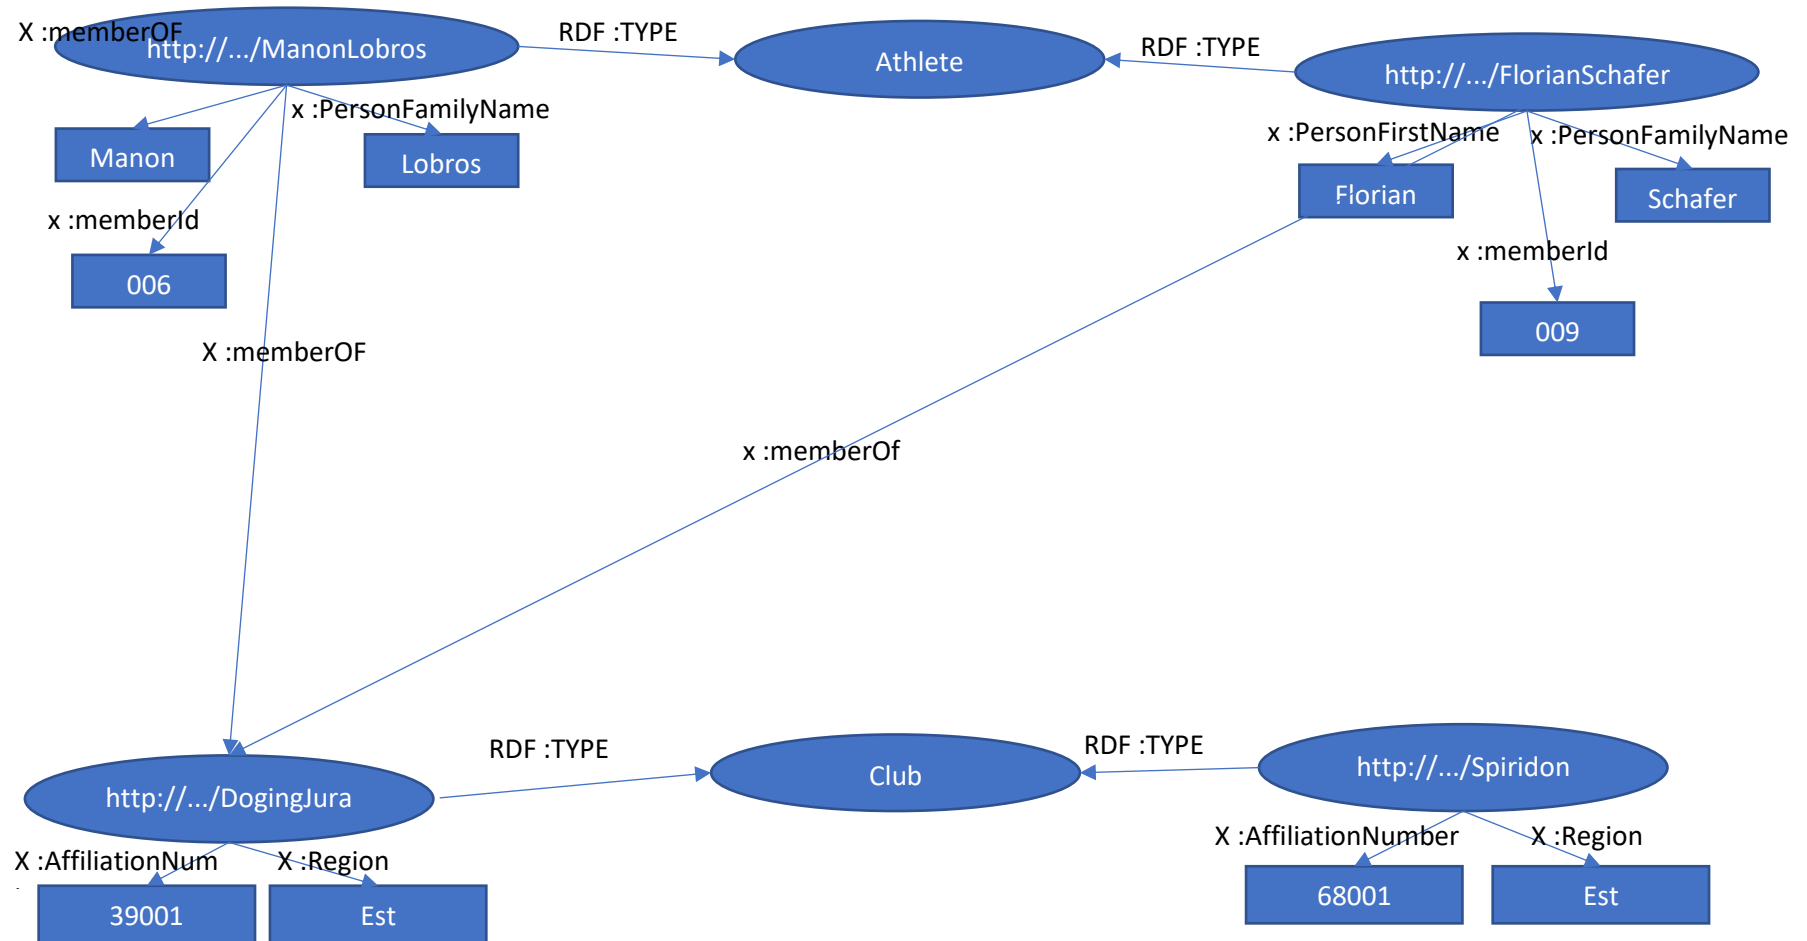 X :memberOF
http://.../ManonLobros
RDF :TYPE
Athlete
RDF :TYPE
http://.../FlorianSchafer
x :PersonFamilyName
x :PersonFirstName
x :PersonFamilyName
Manon
Lobros
Florian
Schafer
x :memberId
x :memberId
006
009
X :memberOF
x :memberOf
RDF :TYPE
RDF :TYPE
http://.../DogingJura
Club
http://.../Spiridon
X :AffiliationNum
X :Region
X :AffiliationNumber
X :Region
39001
Est
68001
Est